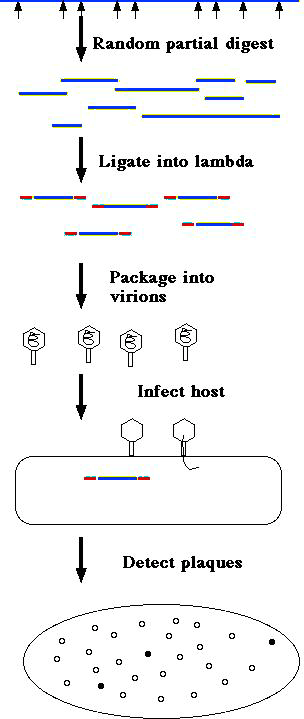 Random partial digest
Ligate into lambda
Package into
virions
Infect host
Detect plaques